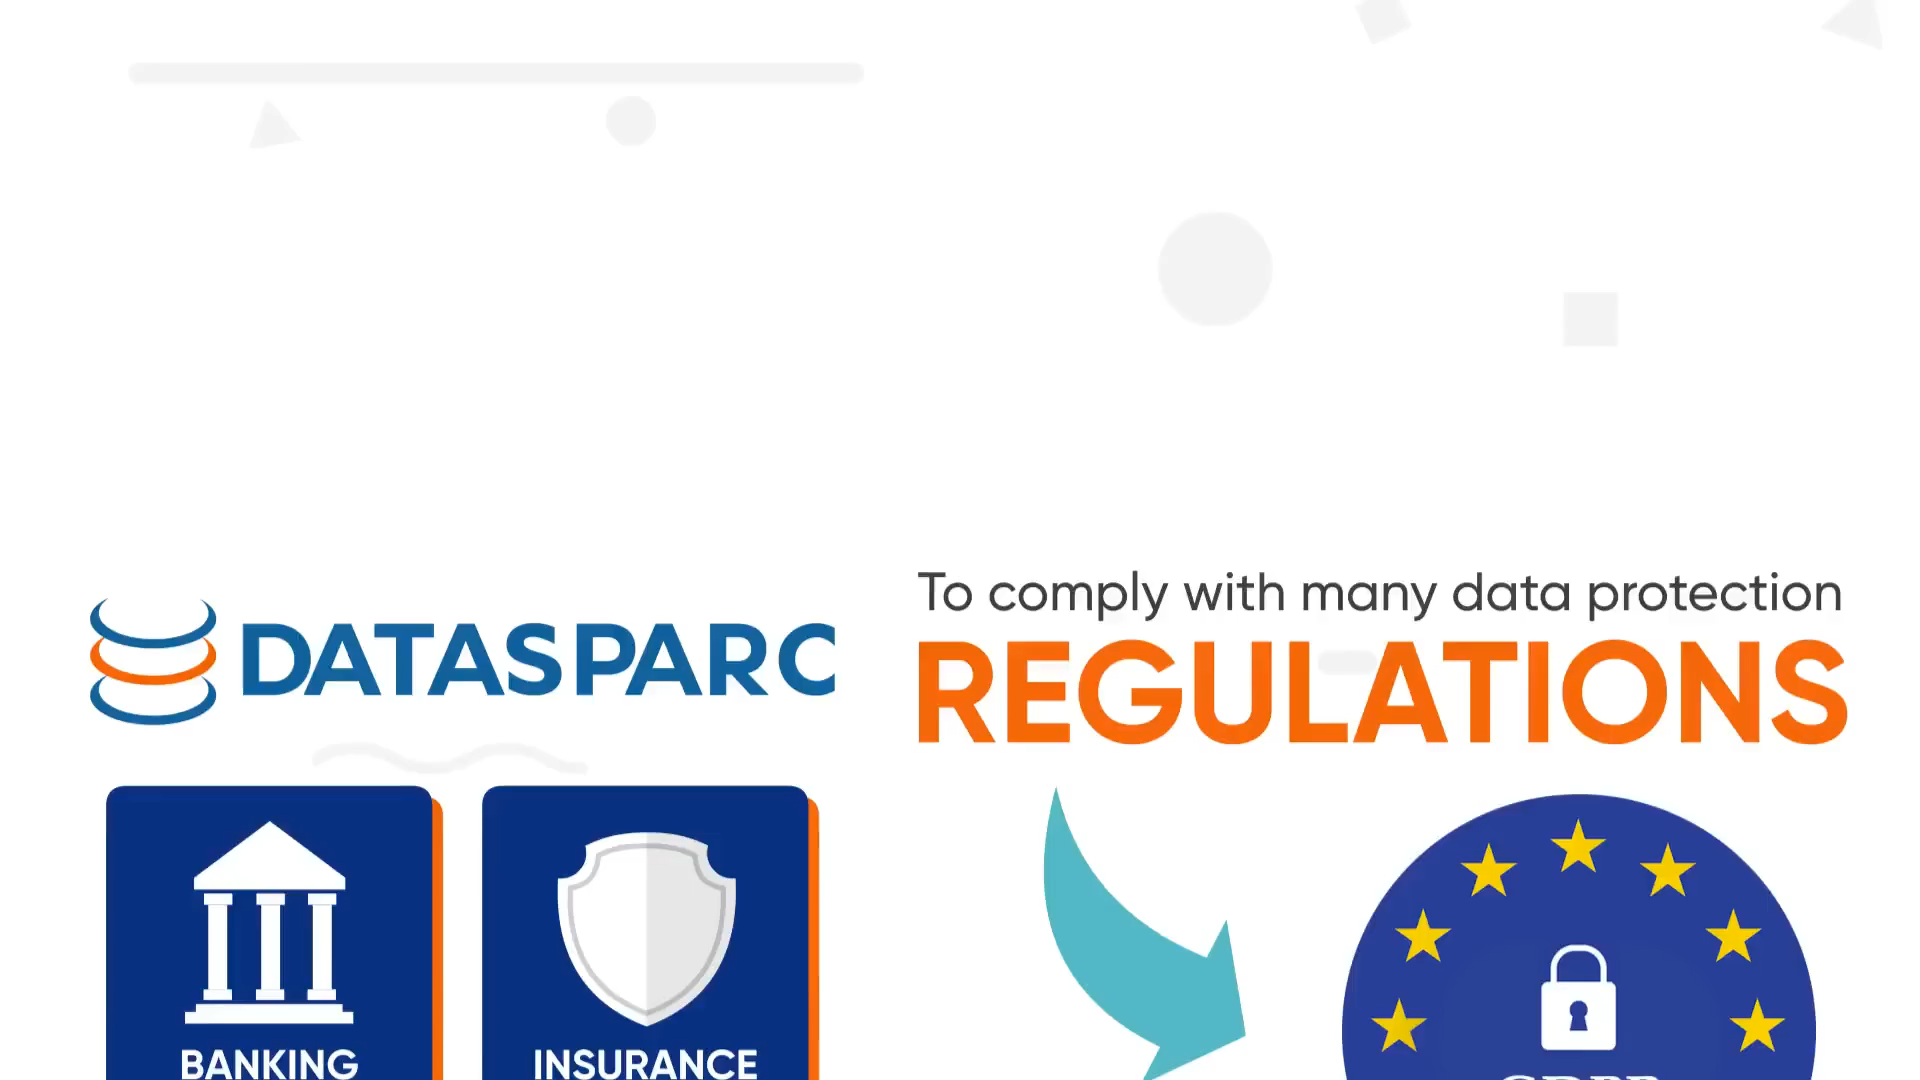 DATASPARC
To comply with many data protection
REGULATIONS
BANKING
INSURANCE